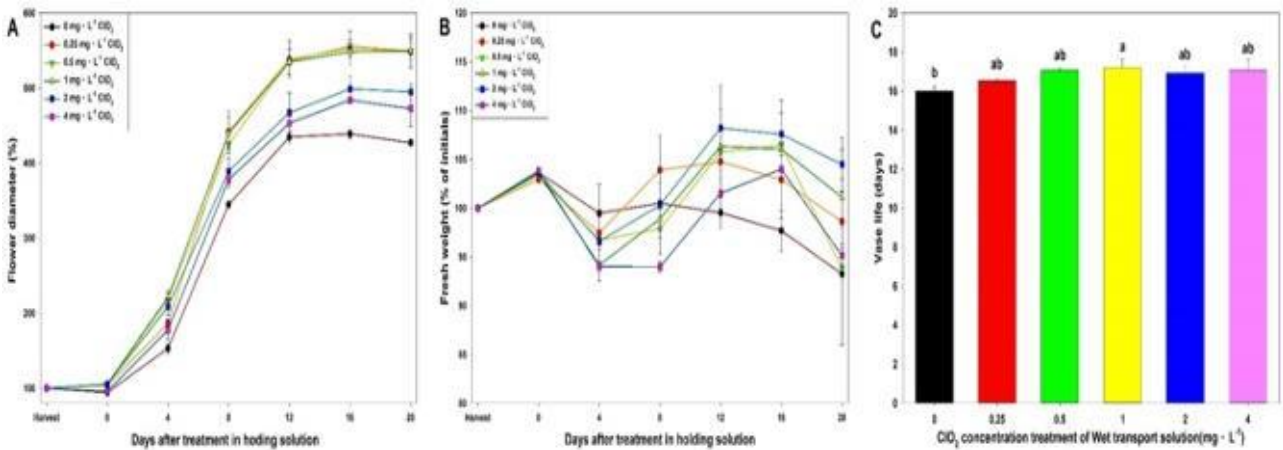 A
600
500
400
300
200
100
Flower diameter (%)
0 mg · L⁻¹ ClO₂
0.25 mg · L⁻¹ ClO₂
0.5 mg · L⁻¹ ClO₂
1 mg · L⁻¹ ClO₂
2 mg · L⁻¹ ClO₂
4 mg · L⁻¹ ClO₂
Harvest 0 4 8 12 16 20
Days after treatment in hoding solution
B
120
115
110
105
100
95
90
85
80
Fresh weight (% of initials)
0 mg · L⁻¹ ClO₂
0.25 mg · L⁻¹ ClO₂
0.5 mg · L⁻¹ ClO₂
1 mg · L⁻¹ ClO₂
2 mg · L⁻¹ ClO₂
4 mg · L⁻¹ ClO₂
Harvest 0 4 8 12 16 20
Days after treatment in holding solution
C
20
18
16
14
12
10
8
6
4
2
0
Vase life (days)
b ab ab a ab ab
0 0.25 0.5 1 2 4
ClO₂ concentration treatment of Wet transport solution(mg · L⁻¹)